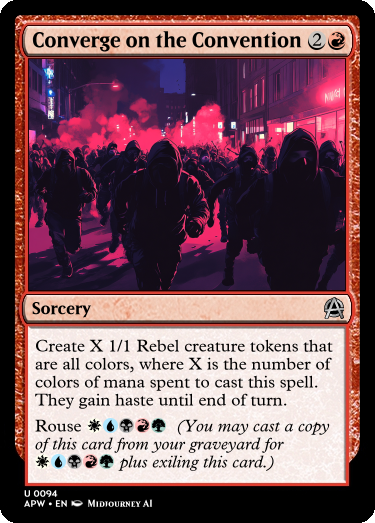 Converge on the Convention 2
Sorcery
Create X 1/1 Rebel creature tokens that
are all colors, where X is the number of
colors of mana spent to cast this spell.
They gain haste until end of turn.
Rouse (You may cast a copy
of this card from your graveyard for
plus exiling this card.)
U 0094
APW • EN Midjourney AI